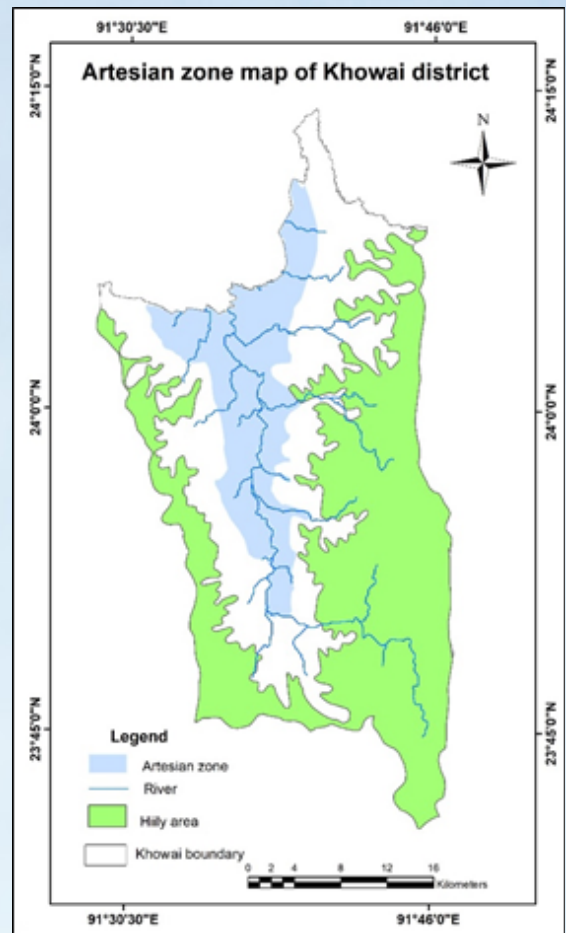 91°30'30"E 91°46'0"E
Artesian zone map of Khowai district
24°15'0"N 24°15'0"N
N
24°0'0"N 24°0'0"N
23°45'0"N 23°45'0"N
Legend
Artesian zone
River
Hilly area
Khowai boundary
0 2 4 8 12 16
Kilometers
91°30'30"E 91°46'0"E